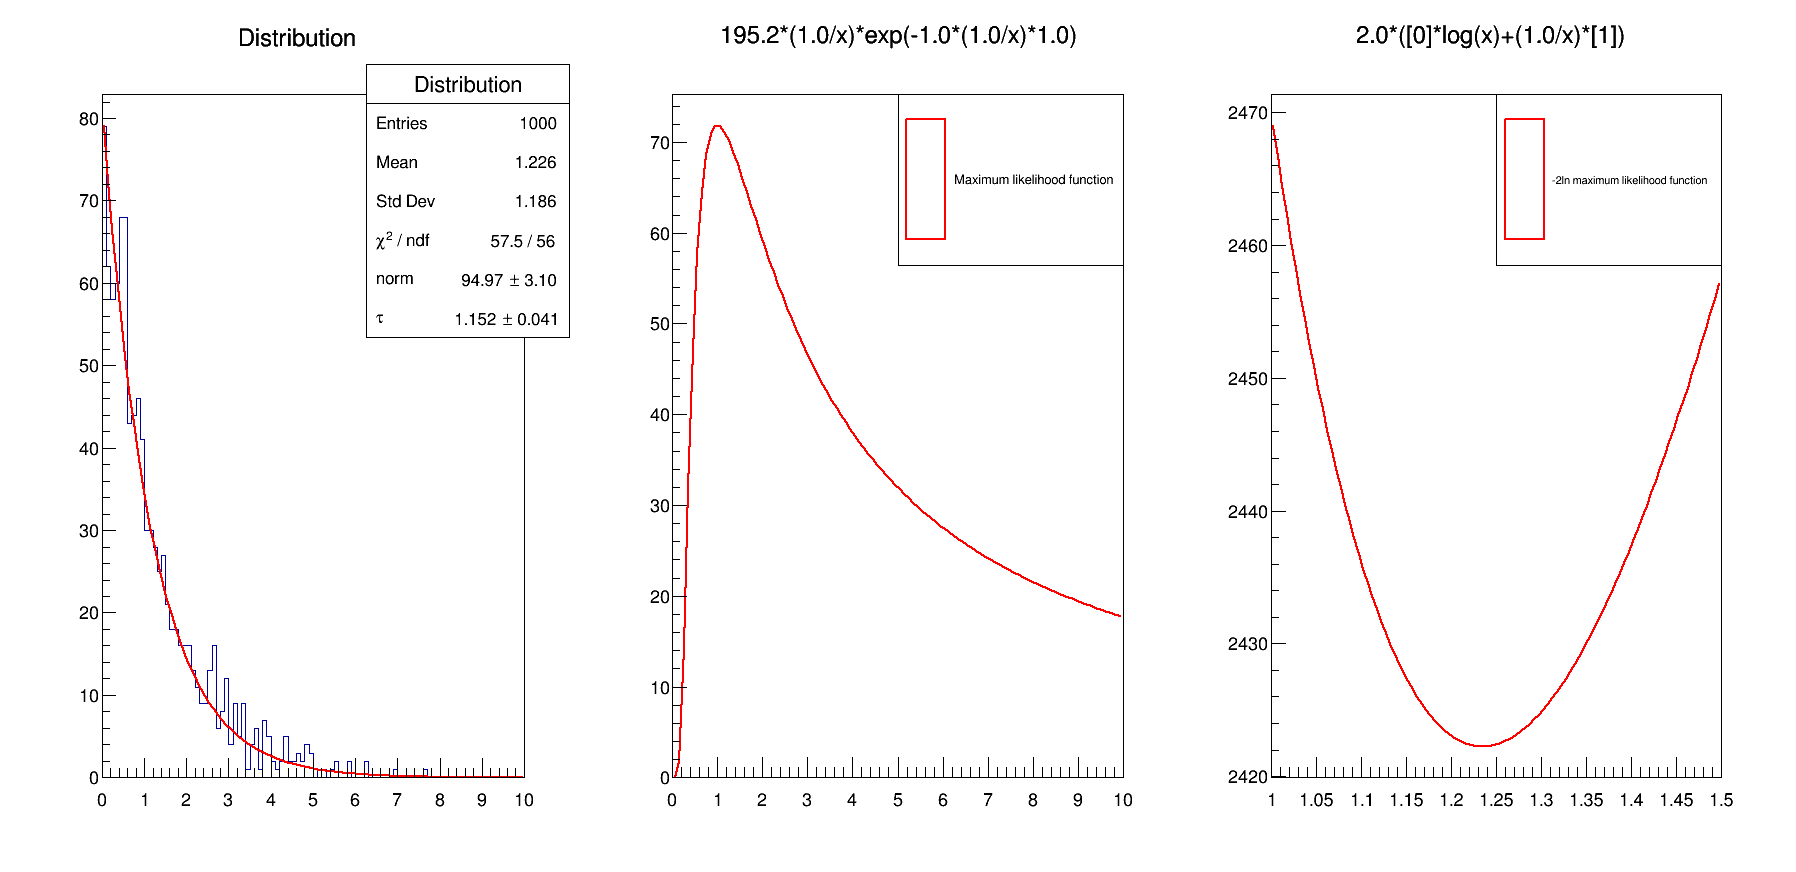 Distribution
Distribution
Entries 1000
Mean 1.226
Std Dev 1.186
χ² / ndf 57.5 / 56
norm 94.97 ± 3.10
τ 1.152 ± 0.041
80
70
60
50
40
30
20
10
0
0 1 2 3 4 5 6 7 8 9 10
195.2*(1.0/x)*exp(-1.0*(1.0/x)*1.0)
Maximum likelihood function
70
60
50
40
30
20
10
0
0 1 2 3 4 5 6 7 8 9 10
2.0*([0]*log(x)+(1.0/x)*[1])
-2ln maximum likelihood function
2470
2460
2450
2440
2430
2420
1 1.05 1.1 1.15 1.2 1.25 1.3 1.35 1.4 1.45 1.5